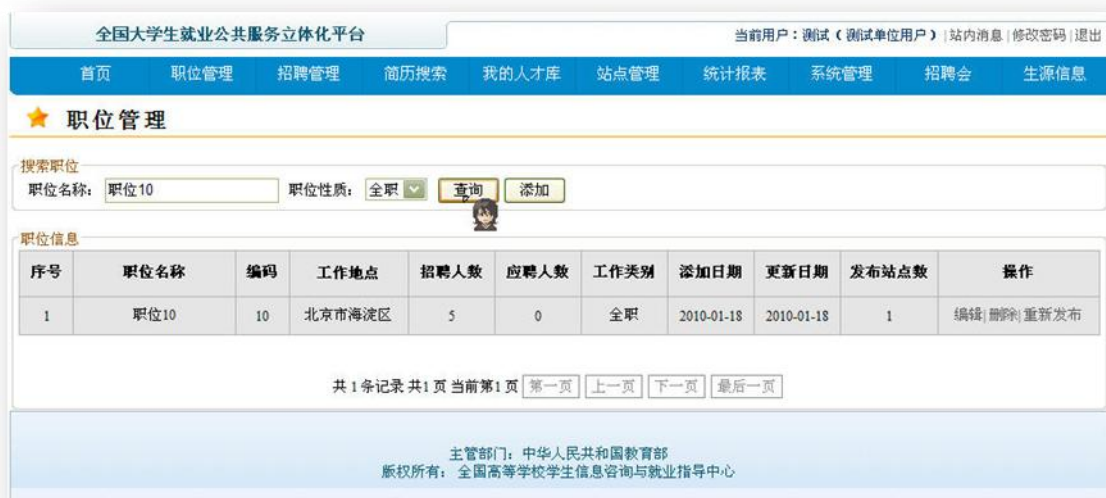 全国大学生就业公共服务立体化平台 当前用户：测试（测试单位用户）|站内消息|修改密码|退出
首页 职位管理 招聘管理 简历搜索 我的人才库 站点管理 统计报表 系统管理 招聘会 生源信息
职位管理
搜索职位
职位名称： 职位10 职位性质： 全职 查询 添加
职位信息
序号 职位名称 编码 工作地点 招聘人数 应聘人数 工作类别 添加日期 更新日期 发布站点数 操作
1 职位10 10 北京市海淀区 5 0 全职 2010-01-18 2010-01-18 1 编辑|删除|重新发布
共 1 条记录 共1 页 当前第1 页 第一页 上一页 下一页 最后一页
主管部门： 中华人民共和国教育部
版权所有： 全国高等学校学生信息咨询与就业指导中心